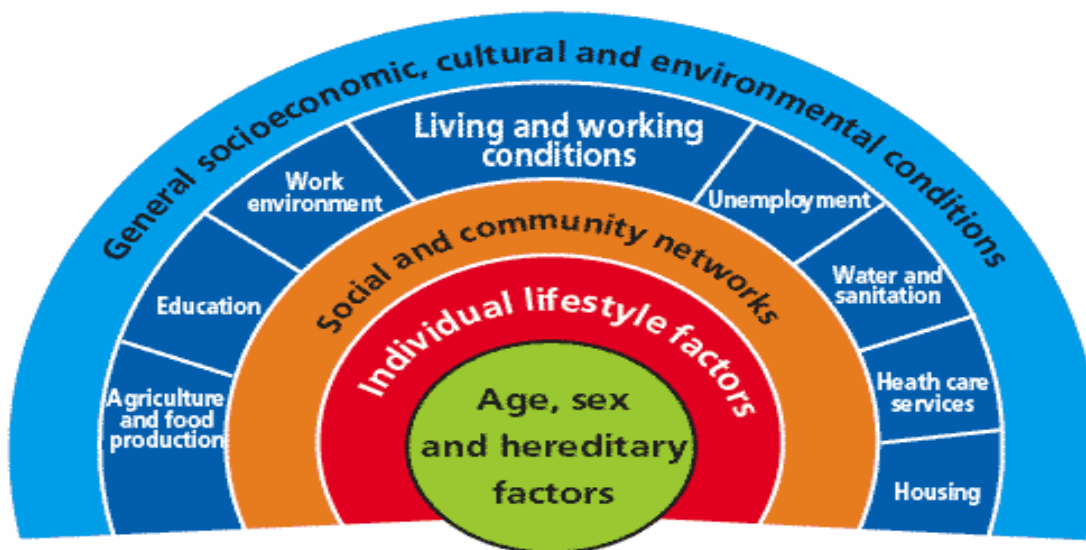 General socioeconomic, cultural and environmental conditions
Living and working
conditions
Work
environment
Unemployment
Education
Water and
sanitation
Agriculture
and food
production
Heath care
services
Housing
Social and community networks
Individual lifestyle factors
Age, sex
and hereditary
factors